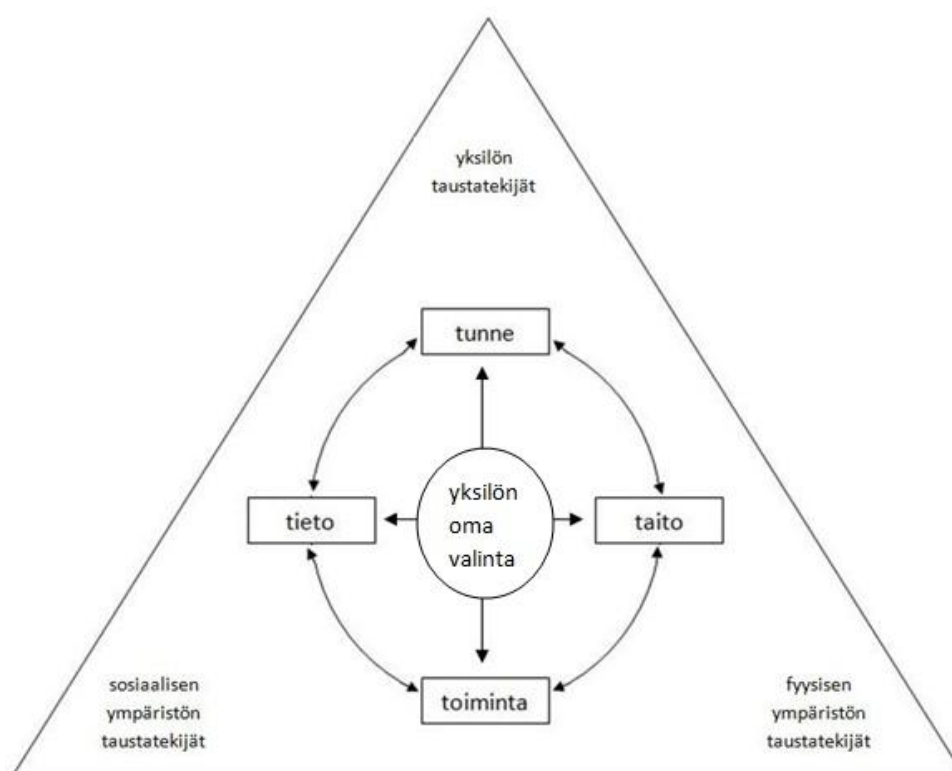 yksilön
taustatekijät
tunne
tieto
yksilön
oma
valinta
taito
toiminta
sosiaalisen
ympäristön
taustatekijät
fyysisen
ympäristön
taustatekijät